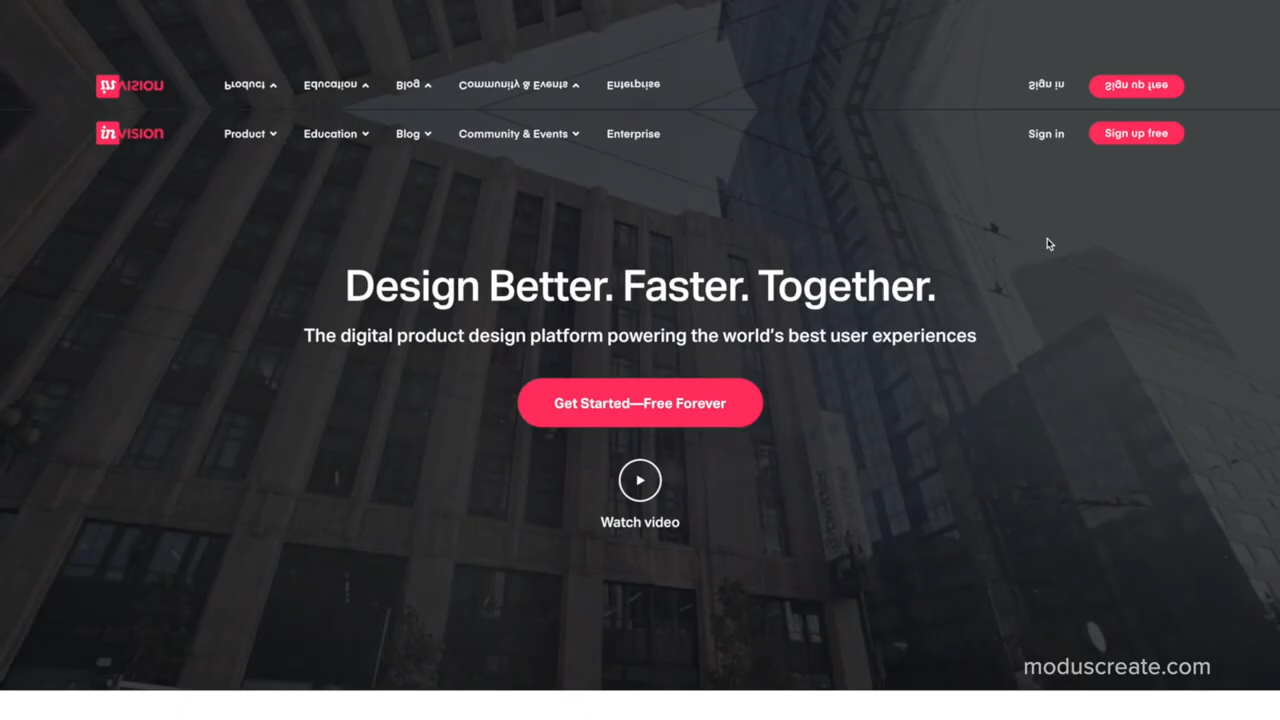 inVISION Product Education Blog Community & Events Enterprise Sign in Sign up free
inVISION Product Education Blog Community & Events Enterprise Sign in Sign up free
Design Better. Faster. Together.
The digital product design platform powering the world's best user experiences
Get Started—Free Forever
Watch video
moduscreate.com